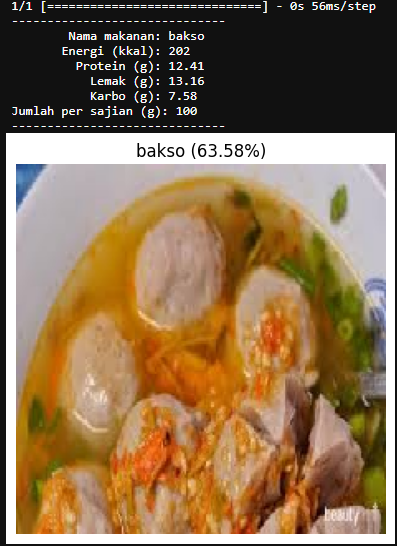 1/1 [==============================] - 0s 56ms/step
------------------------------
Nama makanan: bakso
Energi (kkal): 202
Protein (g): 12.41
Lemak (g): 13.16
Karbo (g): 7.58
Jumlah per sajian (g): 100
------------------------------
bakso (63.58%)
beauty